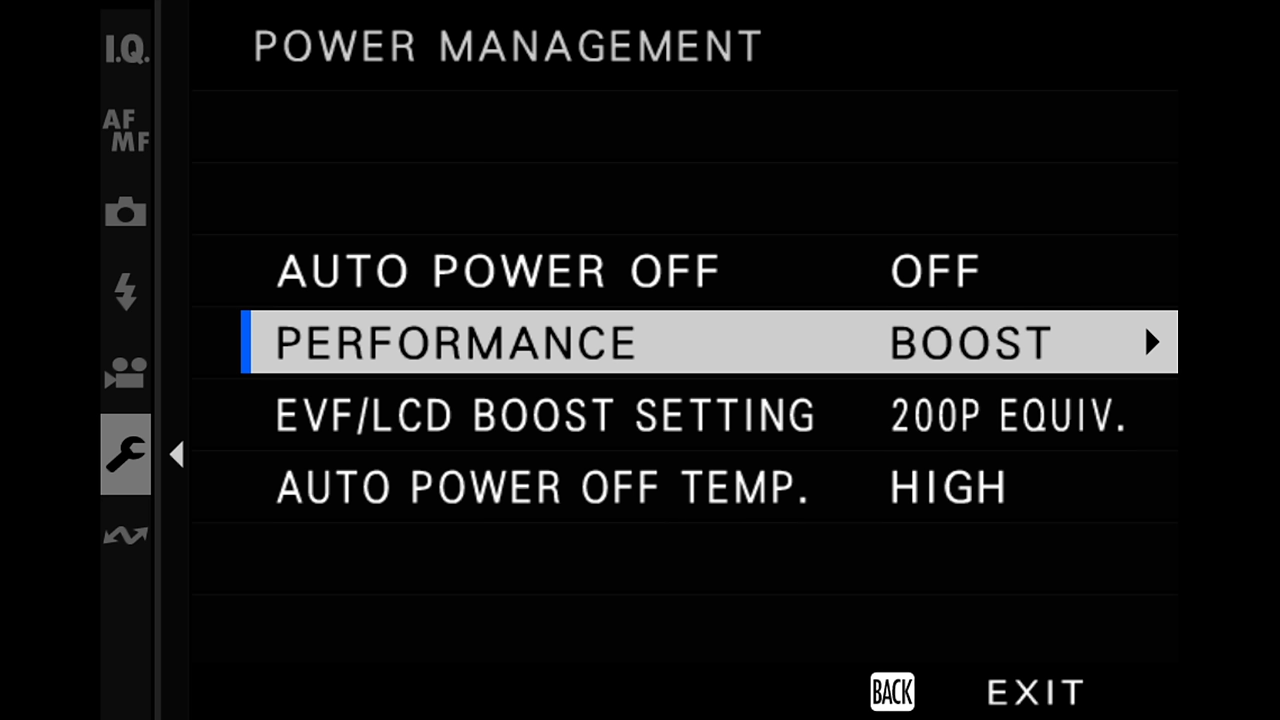 POWER MANAGEMENT
I.Q.
AF
MF
AUTO POWER OFF OFF
PERFORMANCE BOOST
EVF/LCD BOOST SETTING 200P EQUIV.
AUTO POWER OFF TEMP. HIGH
BACK EXIT